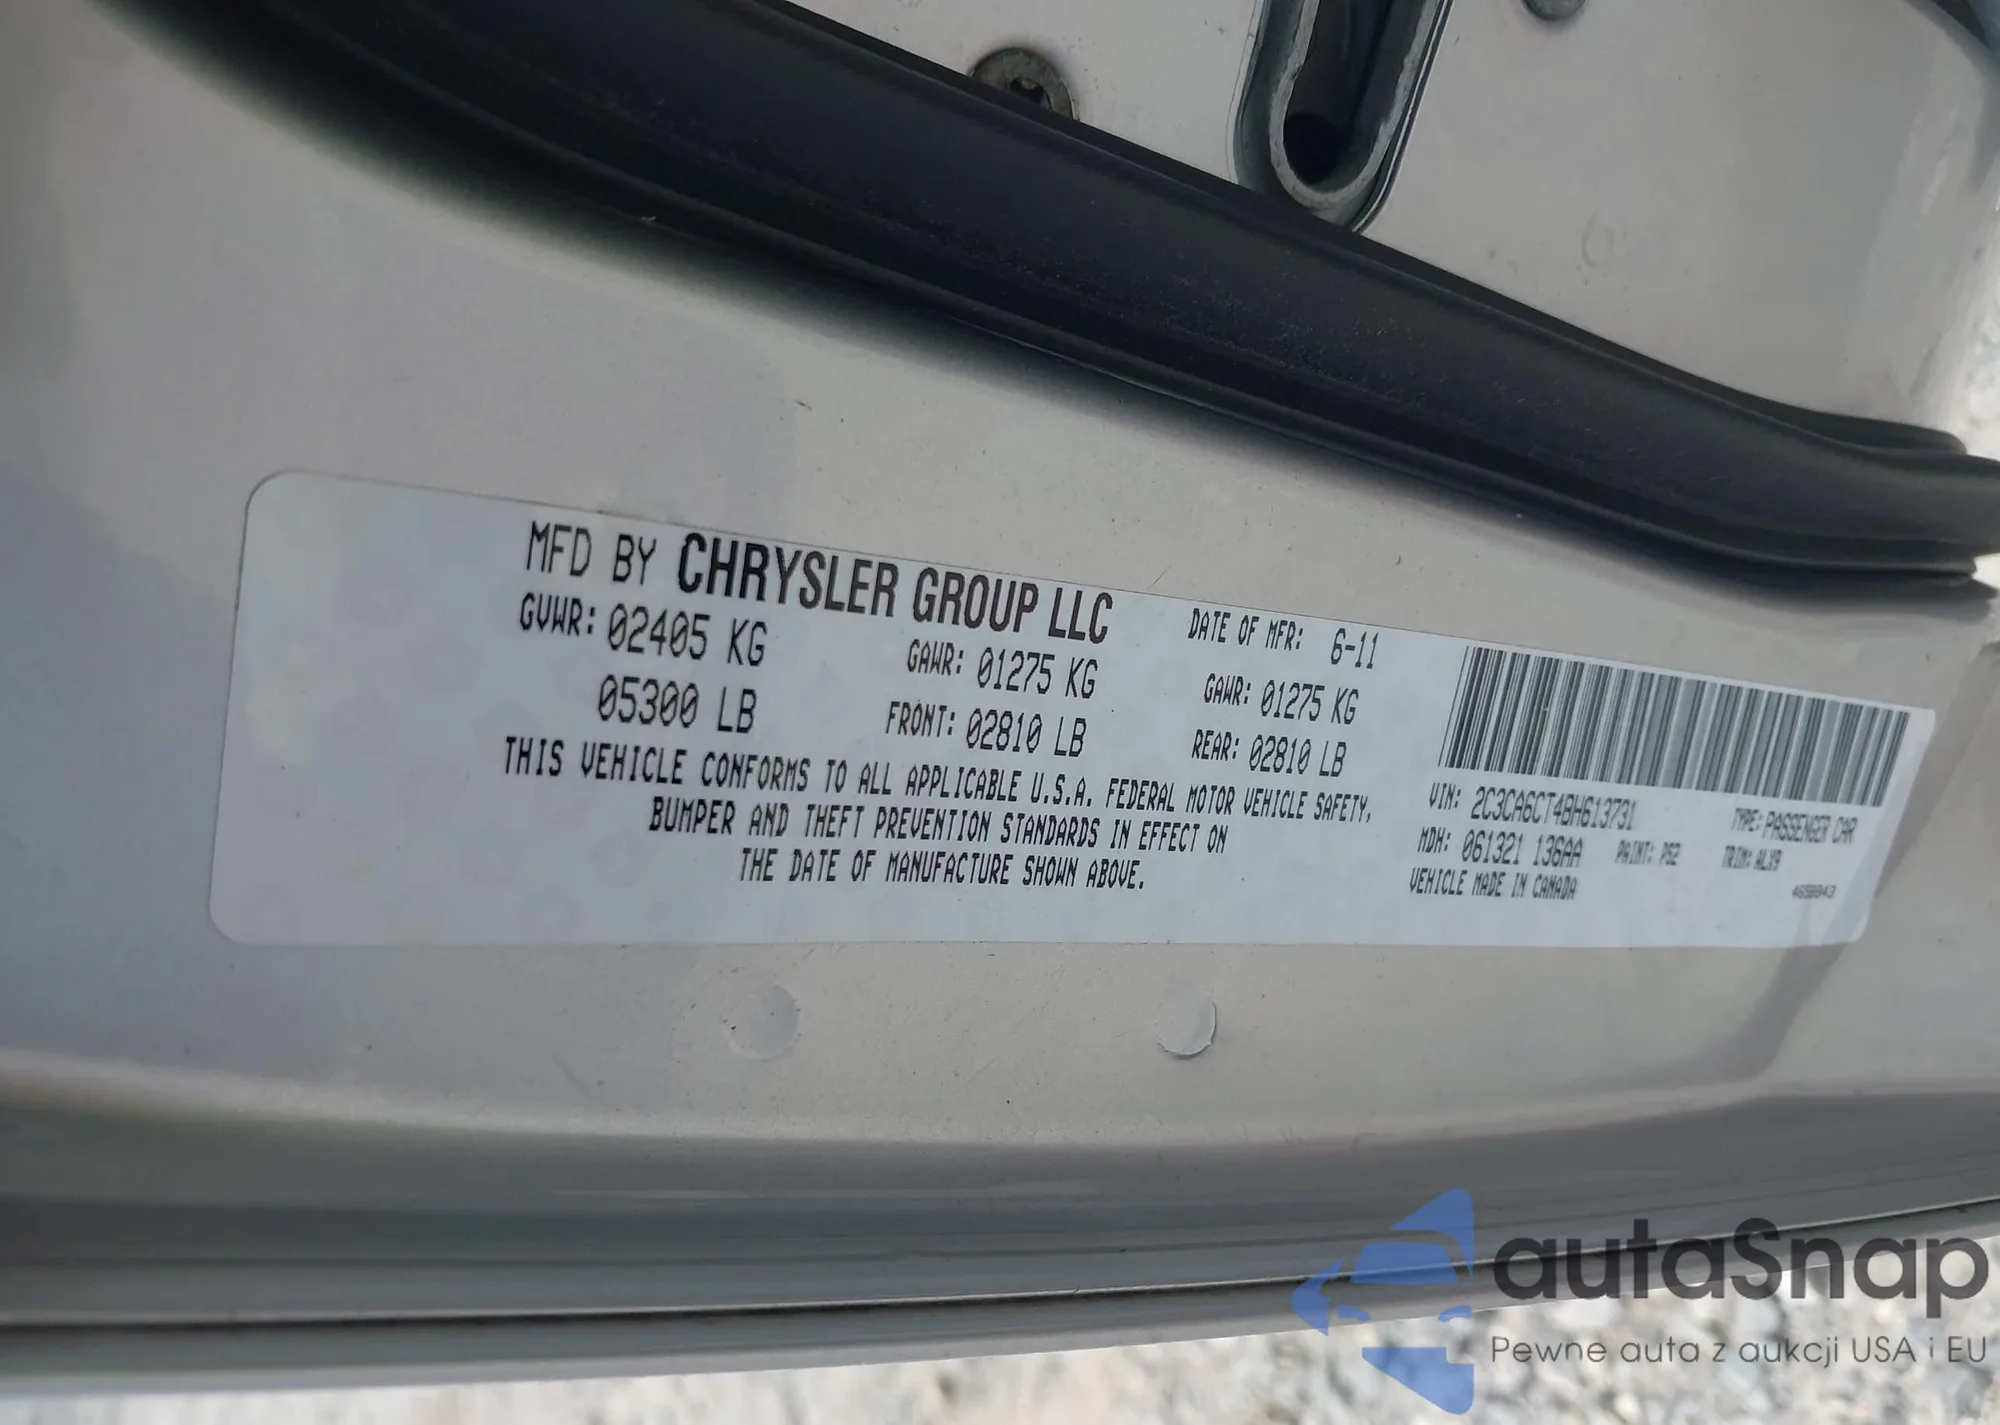 MFD BY CHRYSLER GROUP LLC
DATE OF MFR: 6-11
GVWR: 02405 KG
GAWR: 01275 KG
GAWR: 01275 KG
05300 LB
FRONT: 02810 LB
REAR: 02810 LB
THIS VEHICLE CONFORMS TO ALL APPLICABLE U.S.A. FEDERAL MOTOR VEHICLE SAFETY,
BUMPER AND THEFT PREVENTION STANDARDS IN EFFECT ON
THE DATE OF MANUFACTURE SHOWN ABOVE.
VIN: 2C3CA6CT4BH613731
TYPE: PASSENGER CAR
MDH: 061321 136AA
PAINT: PS2
TRIM: ALX9
VEHICLE MADE IN CANADA
autaSnap
Pewne auta z aukcji USA i EU